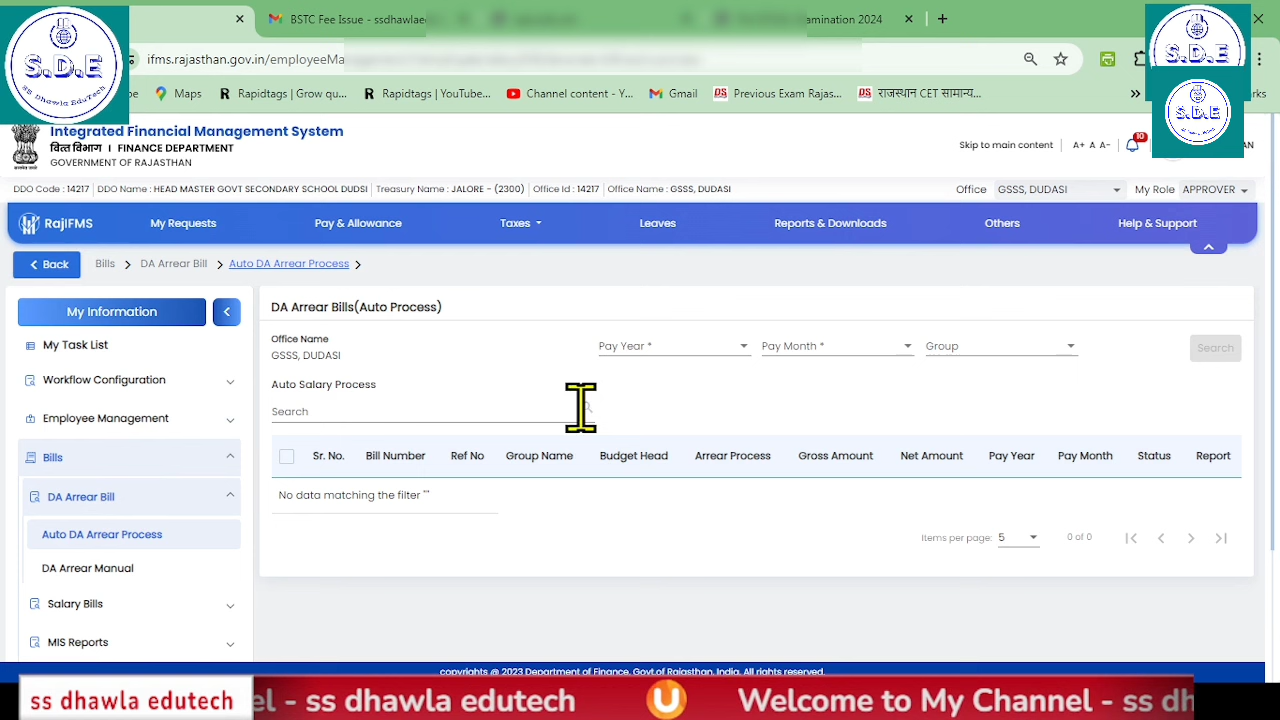 BSTC Fee Issue - ssdhawlae
amination 2024
S.D.E
SS Dhawla EduTech
ifms.rajasthan.gov.in/employeeMa
Maps
Rapidtags | Grow qu...
Rapidtags | YouTube...
Content - Y...
Gmail
Previous Exam Rajas...
राजस्थान CET सामान्य...
S.D.E
Integrated Financial Management System
वित्त विभाग I FINANCE DEPARTMENT
GOVERNMENT OF RAJASTHAN
Skip to main content
A+ A A-
10
AN
DDO Code : 14217 DDO Name : HEAD MASTER GOVT SECONDARY SCHOOL DUDSI Treasury Name : JALORE - (2300) Office Id : 14217 Office Name : GSSS, DUDASI
Office GSSS, DUDASI My Role APPROVER
RajIFMS My Requests Pay & Allowance Taxes Leaves Reports & Downloads Others Help & Support
Back Bills DA Arrear Bill Auto DA Arrear Process
My Information
My Task List
Workflow Configuration
Employee Management
Bills
DA Arrear Bill
Auto DA Arrear Process
DA Arrear Manual
Salary Bills
MIS Reports
DA Arrear Bills(Auto Process)
Office Name
GSSS, DUDASI
Pay Year * Pay Month * Group Search
Auto Salary Process
Search
Sr. No. Bill Number Ref No Group Name Budget Head Arrear Process Gross Amount Net Amount Pay Year Pay Month Status Report
No data matching the filter ""
Items per page: 5 0 of 0
copyrights @ 2023 Department of Finance, Govt.of Rajasthan, India. All rights reserved.
ss dhawla edutech
el - ss dhawla edutech Welcome to My Channel - ss dh